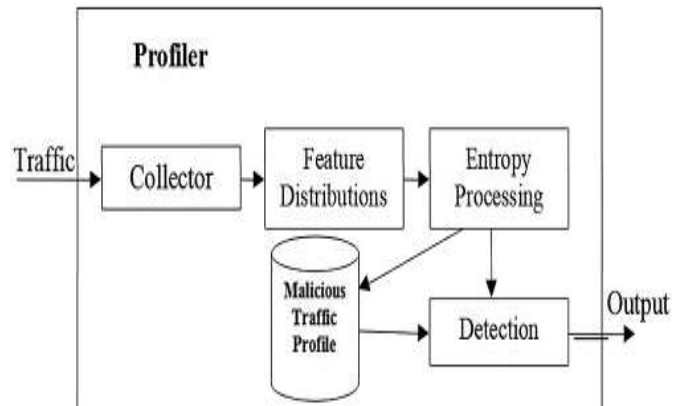 Profiler
Traffic
Collector
Feature
Distributions
Entropy
Processing
Malicious
Traffic
Profile
Detection
Output